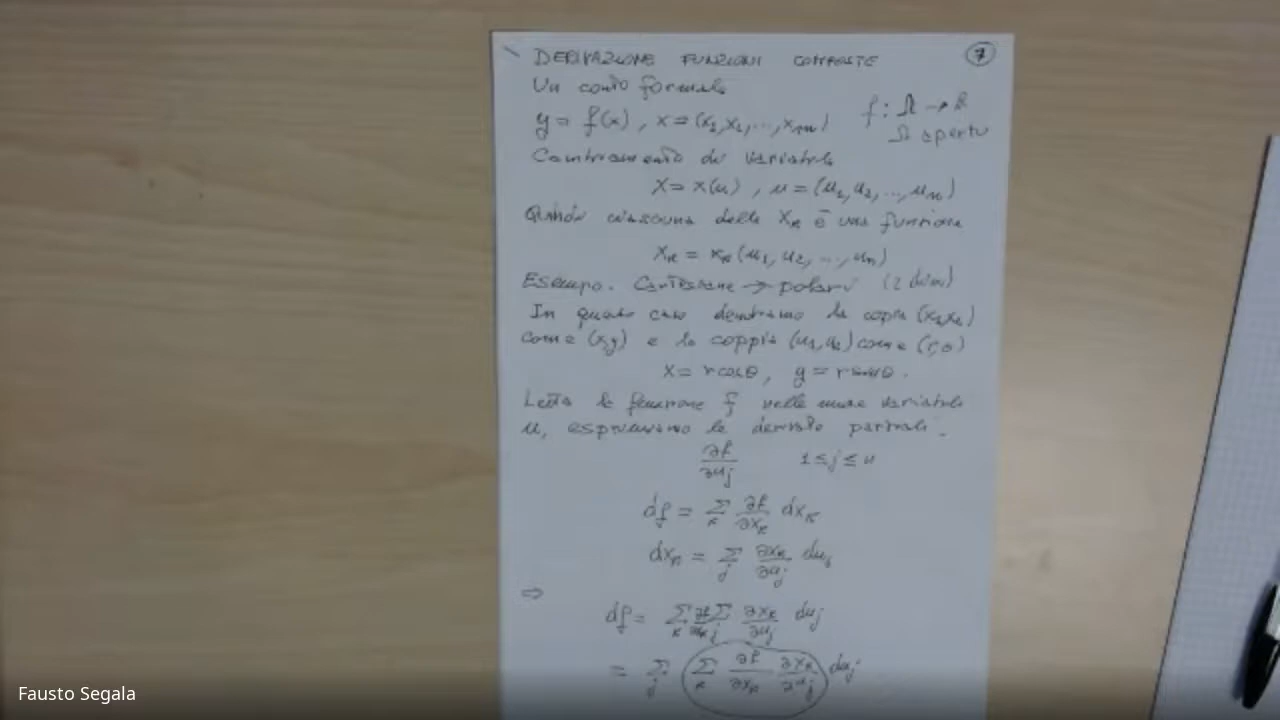 DERIVAZIONE FUNZIONI COMPOSTE 7
Un conto formale
y = f(x), x = (x₁, x₂, ..., xₘ) f : Ω → R
Ω aperto
Cambiamento di variabile
x = x(u), u = (u₁, u₂, ..., uₙ)
Quindi ciascuna delle xₖ è una funzione
xₖ = xₖ(u₁, u₂, ..., uₙ)
Esempio. Cartesiane → polari (2 dim)
In questo caso denotiamo la coppia (x₁, x₂)
come (x,y) e la coppia (u₁, u₂) come (r, θ)
x = r cosθ, y = r senθ.
Letta la funzione f nelle nuove variabili
u, esprimiamo le derivate parziali.
∂f/∂uⱼ 1 ≤ j ≤ n
df = Σₖ ∂f/∂xₖ dxₖ
dxₖ = Σⱼ ∂xₖ/∂uⱼ duⱼ
⇒
df = Σₖ ∂f/∂xₖ Σⱼ ∂xₖ/∂uⱼ duⱼ
= Σⱼ Σₖ ∂f/∂xₖ ∂xₖ/∂uⱼ duⱼ
Fausto Segala